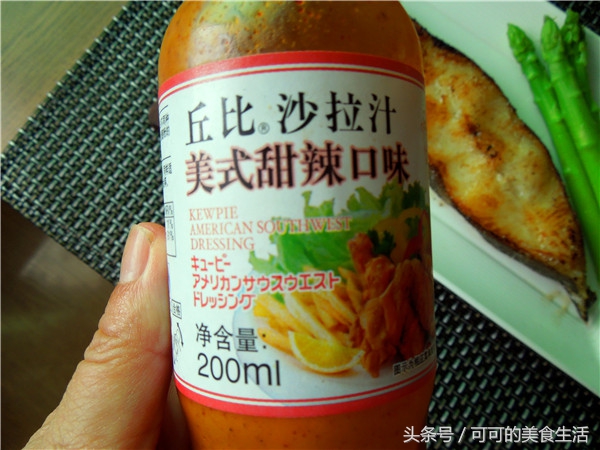 丘比®沙拉汁
美式甜辣口味
KEWPIE
AMERICAN SOUTHWEST
DRESSING
キューピー
アメリカンサウスウエスト
ドレッシング
净含量:
200ml
头条号 / 可可的美食生活